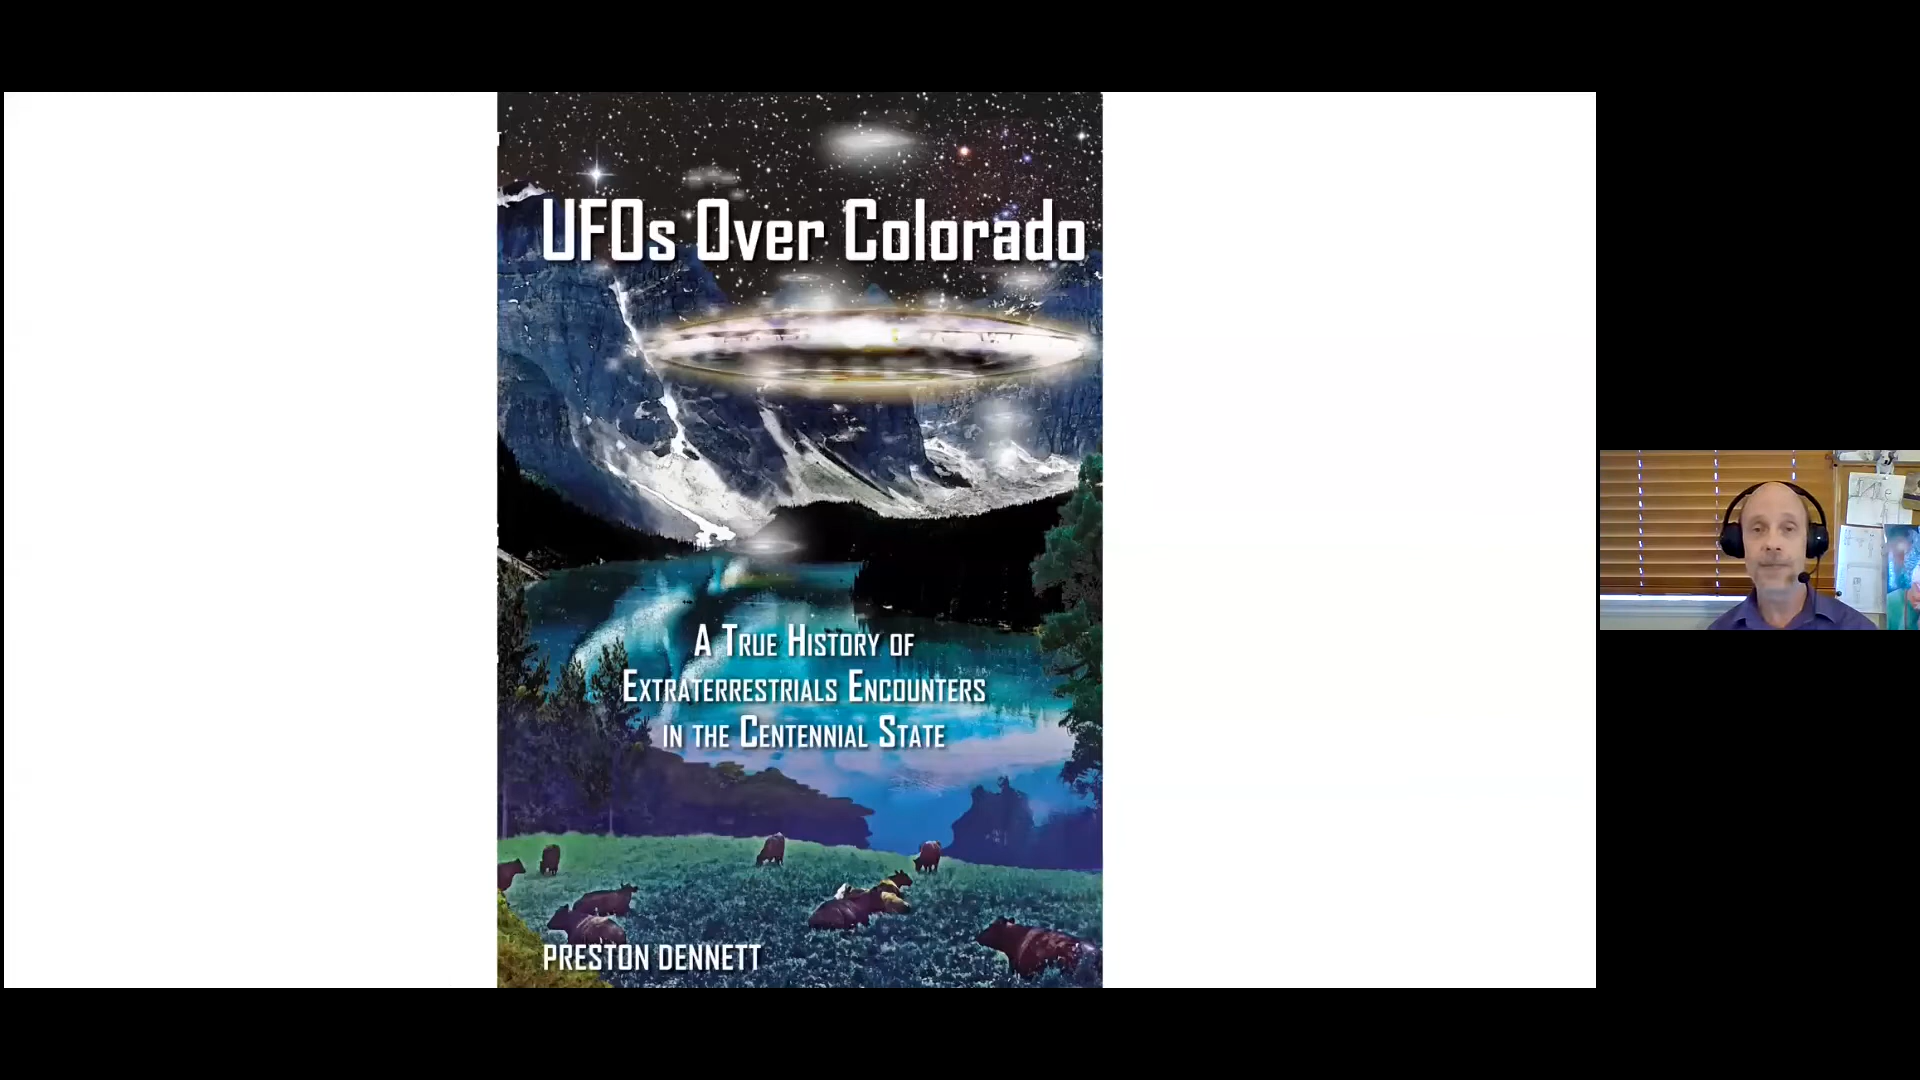 UFOs Over Colorado
A True History of
Extraterrestrials Encounters
in the Centennial State
PRESTON DENNETT